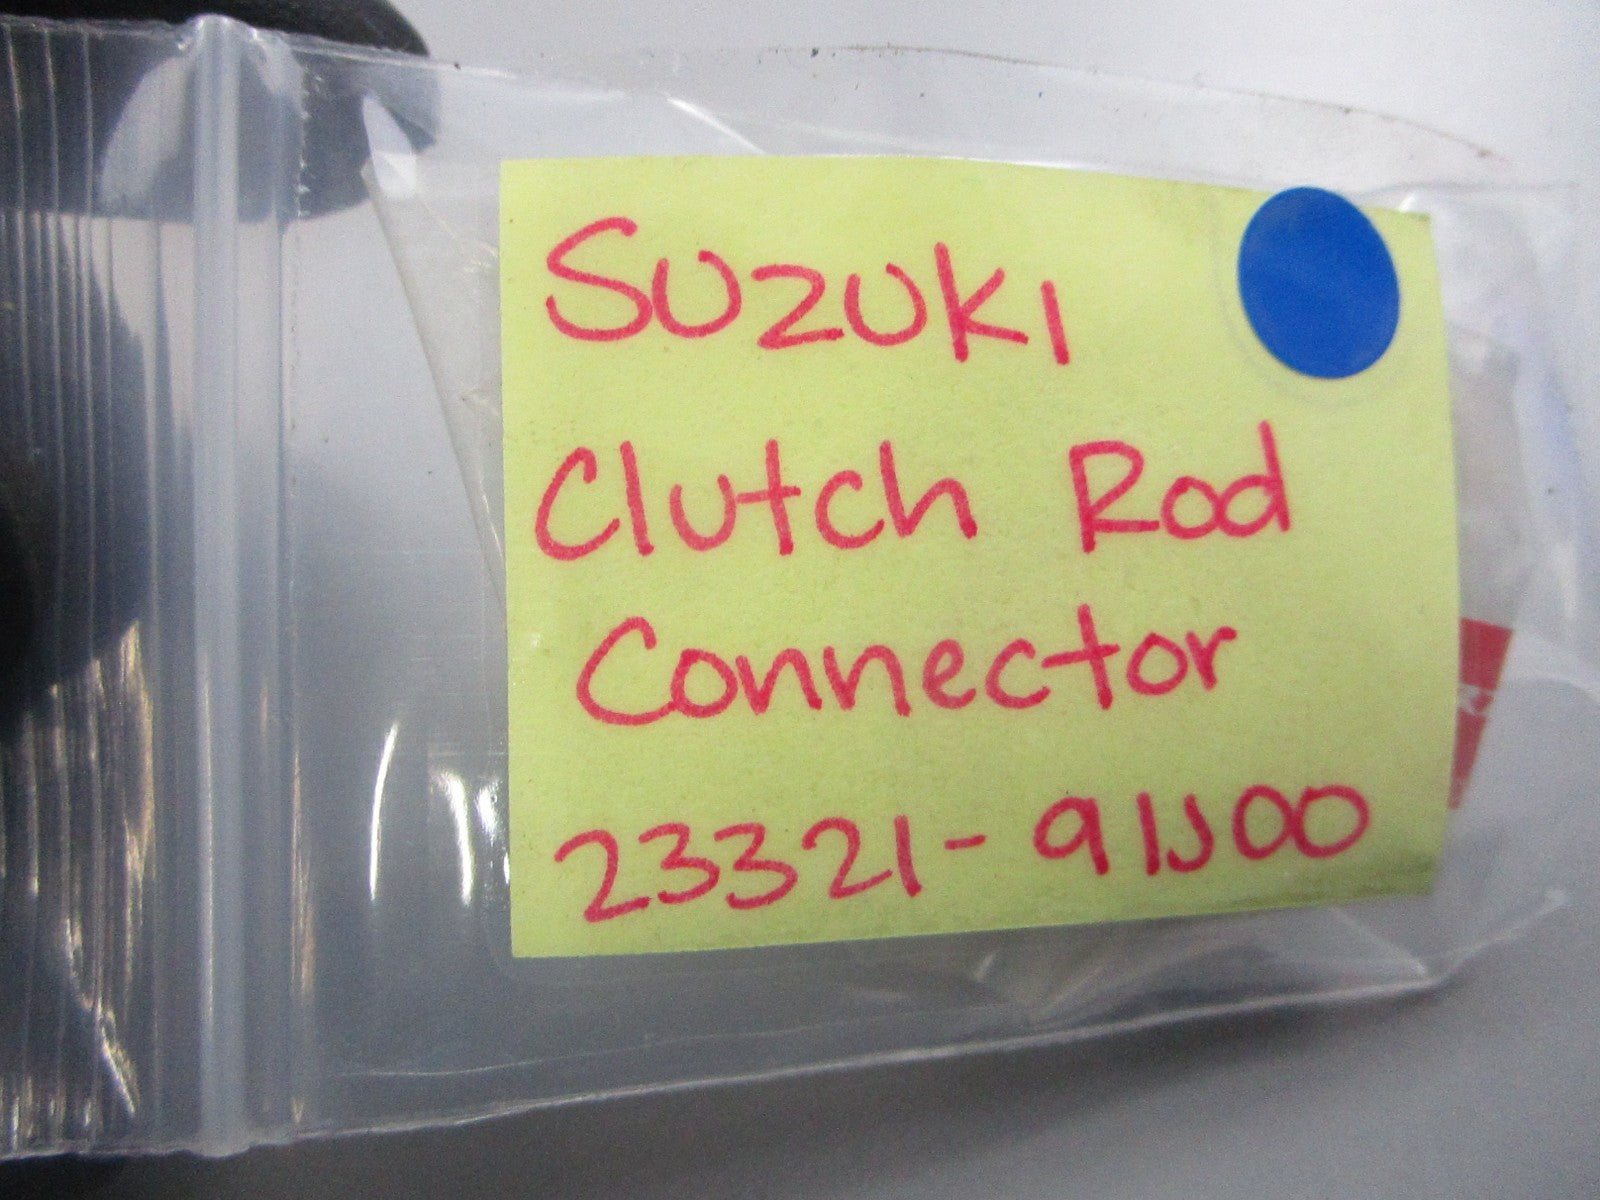 Suzuki
Clutch Rod
Connector
23321-91J00